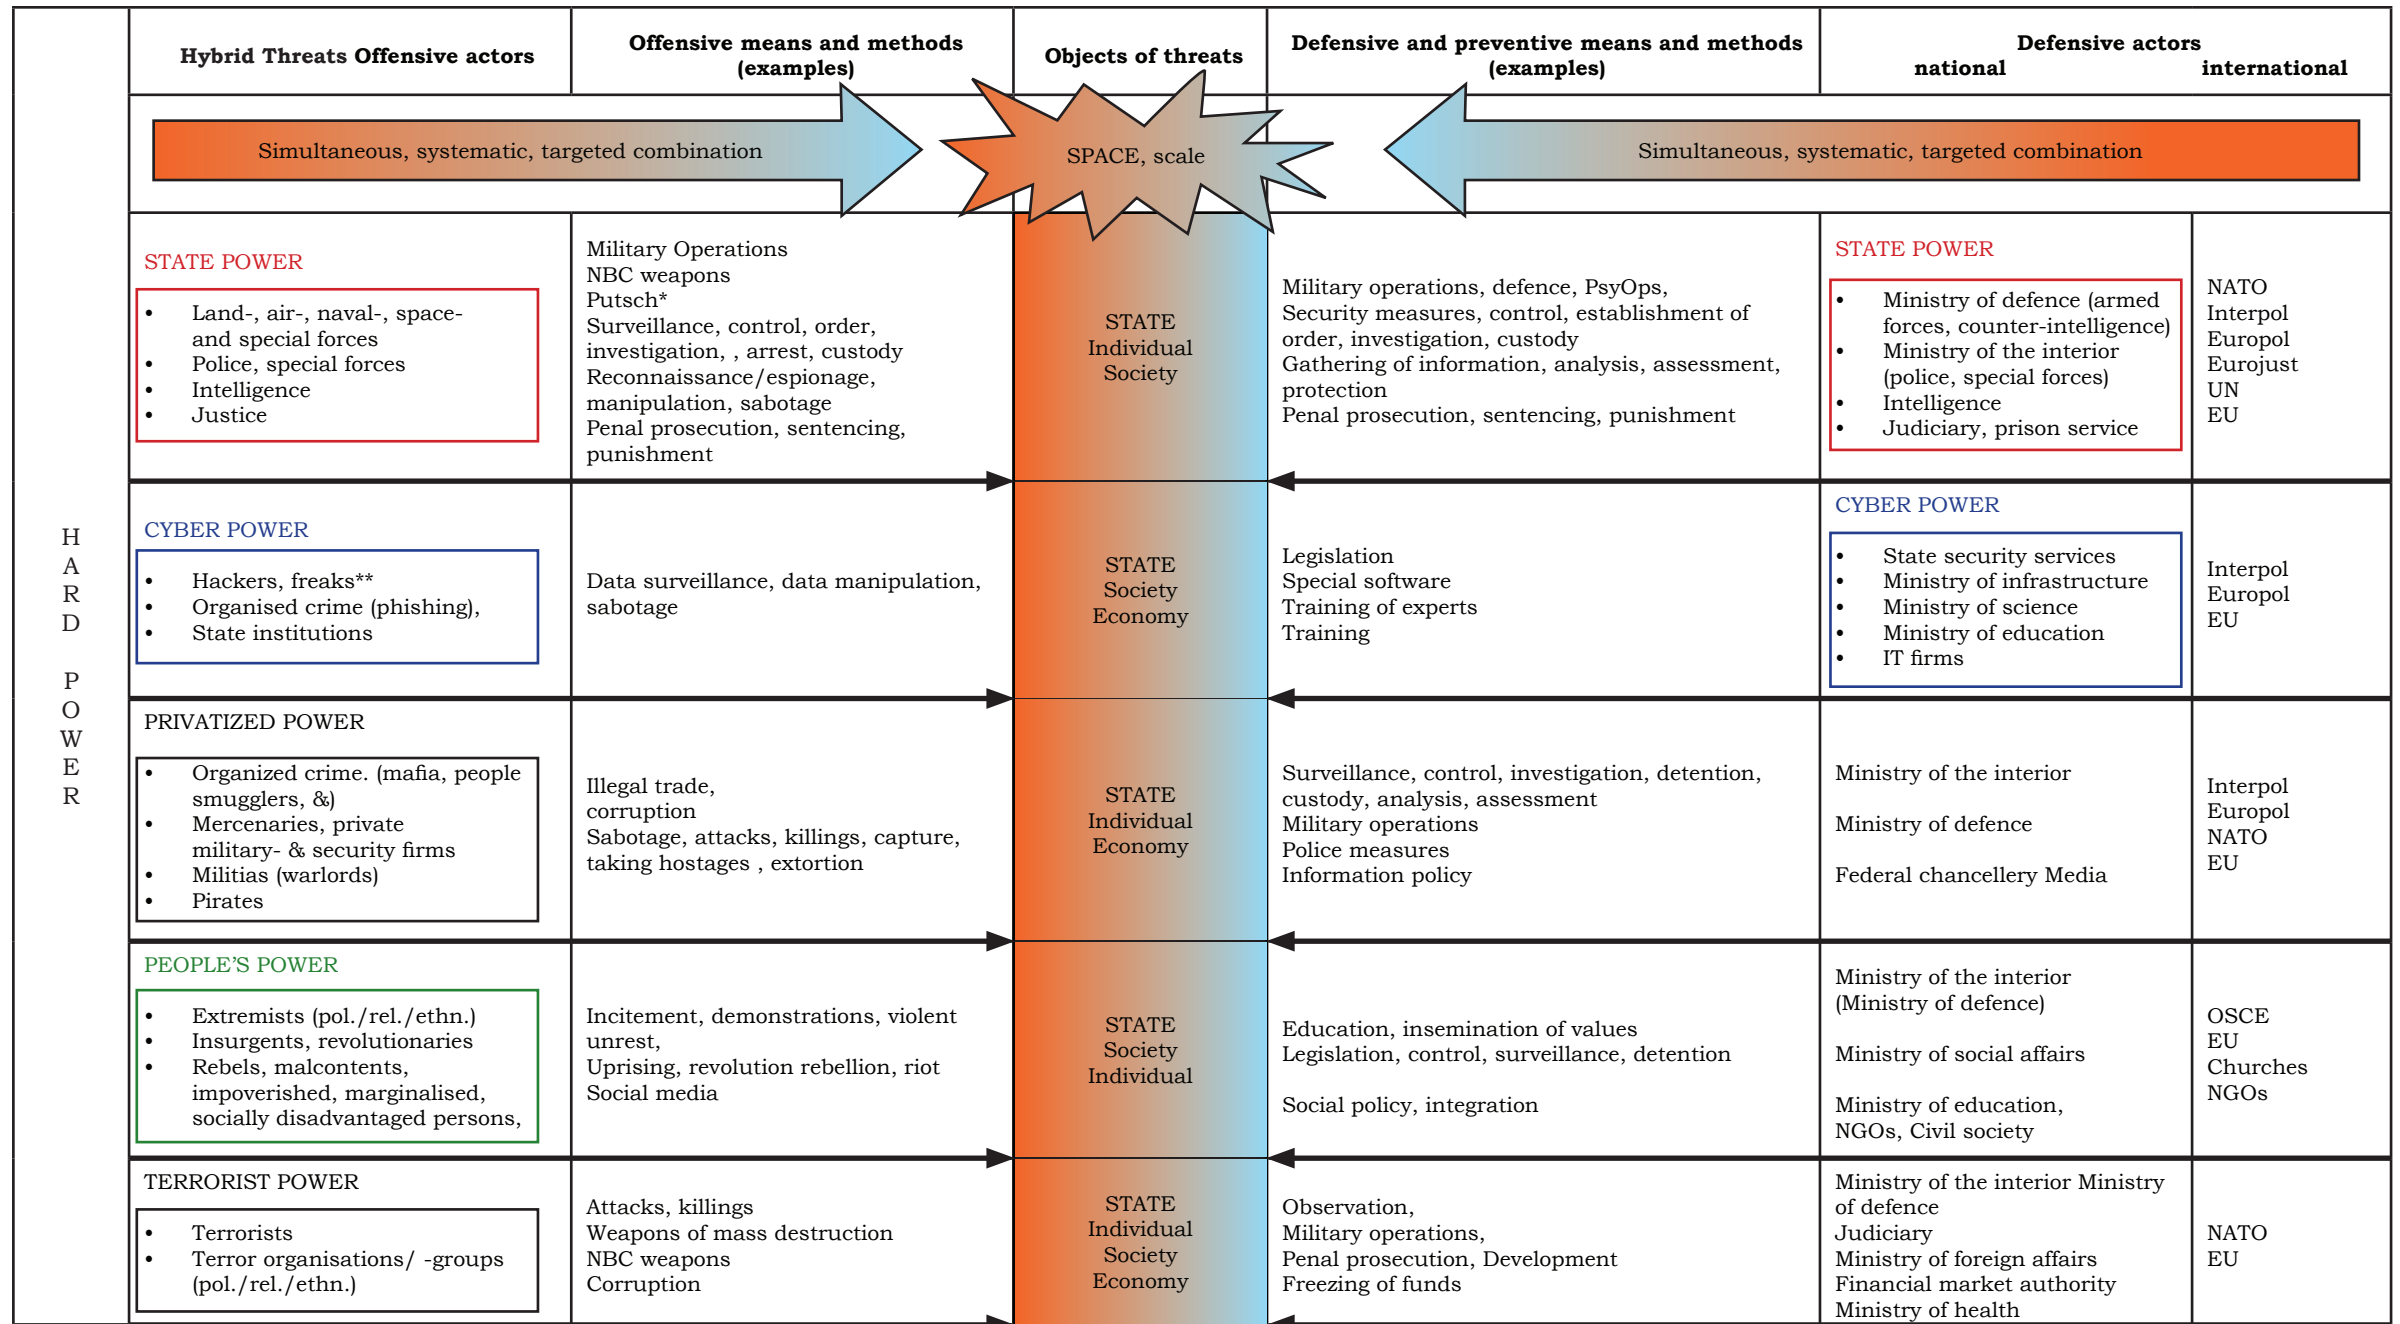 Hybrid Threats Offensive actors
Offensive means and methods
(examples)
Objects of threats
Defensive and preventive means and methods
(examples)
Defensive actors
national
international
Simultaneous, systematic, targeted combination
SPACE, scale
Simultaneous, systematic, targeted combination
H
A
R
D
P
O
W
E
R
STATE POWER
• Land-, air-, naval-, space-
and special forces
• Police, special forces
• Intelligence
• Justice
Military Operations
NBC weapons
Putsch*
Surveillance, control, order,
investigation, , arrest, custody
Reconnaissance/espionage,
manipulation, sabotage
Penal prosecution, sentencing,
punishment
STATE
Individual
Society
Military operations, defence, PsyOps,
Security measures, control, establishment of
order, investigation, custody
Gathering of information, analysis, assessment,
protection
Penal prosecution, sentencing, punishment
STATE POWER
• Ministry of defence (armed
forces, counter-intelligence)
• Ministry of the interior
(police, special forces)
• Intelligence
• Judiciary, prison service
NATO
Interpol
Europol
Eurojust
UN
EU
CYBER POWER
• Hackers, freaks**
• Organised crime (phishing),
• State institutions
Data surveillance, data manipulation,
sabotage
STATE
Society
Economy
Legislation
Special software
Training of experts
Training
CYBER POWER
• State security services
• Ministry of infrastructure
• Ministry of science
• Ministry of education
• IT firms
Interpol
Europol
EU
PRIVATIZED POWER
• Organized crime. (mafia, people
smugglers, &)
• Mercenaries, private
military- & security firms
• Militias (warlords)
• Pirates
Illegal trade,
corruption
Sabotage, attacks, killings, capture,
taking hostages , extortion
STATE
Individual
Economy
Surveillance, control, investigation, detention,
custody, analysis, assessment
Military operations
Police measures
Information policy
Ministry of the interior
Ministry of defence
Federal chancellery Media
Interpol
Europol
NATO
EU
PEOPLE'S POWER
• Extremists (pol./rel./ethn.)
• Insurgents, revolutionaries
• Rebels, malcontents,
impoverished, marginalised,
socially disadvantaged persons,
Incitement, demonstrations, violent
unrest,
Uprising, revolution rebellion, riot
Social media
STATE
Society
Individual
Education, insemination of values
Legislation, control, surveillance, detention
Social policy, integration
Ministry of the interior
(Ministry of defence)
Ministry of social affairs
Ministry of education,
NGOs, Civil society
OSCE
EU
Churches
NGOs
TERRORIST POWER
• Terrorists
• Terror organisations/ -groups
(pol./rel./ethn.)
Attacks, killings
Weapons of mass destruction
NBC weapons
Corruption
STATE
Individual
Society
Economy
Observation,
Military operations,
Penal prosecution, Development
Freezing of funds
Ministry of the interior Ministry
of defence
Judiciary
Ministry of foreign affairs
Financial market authority
Ministry of health
NATO
EU